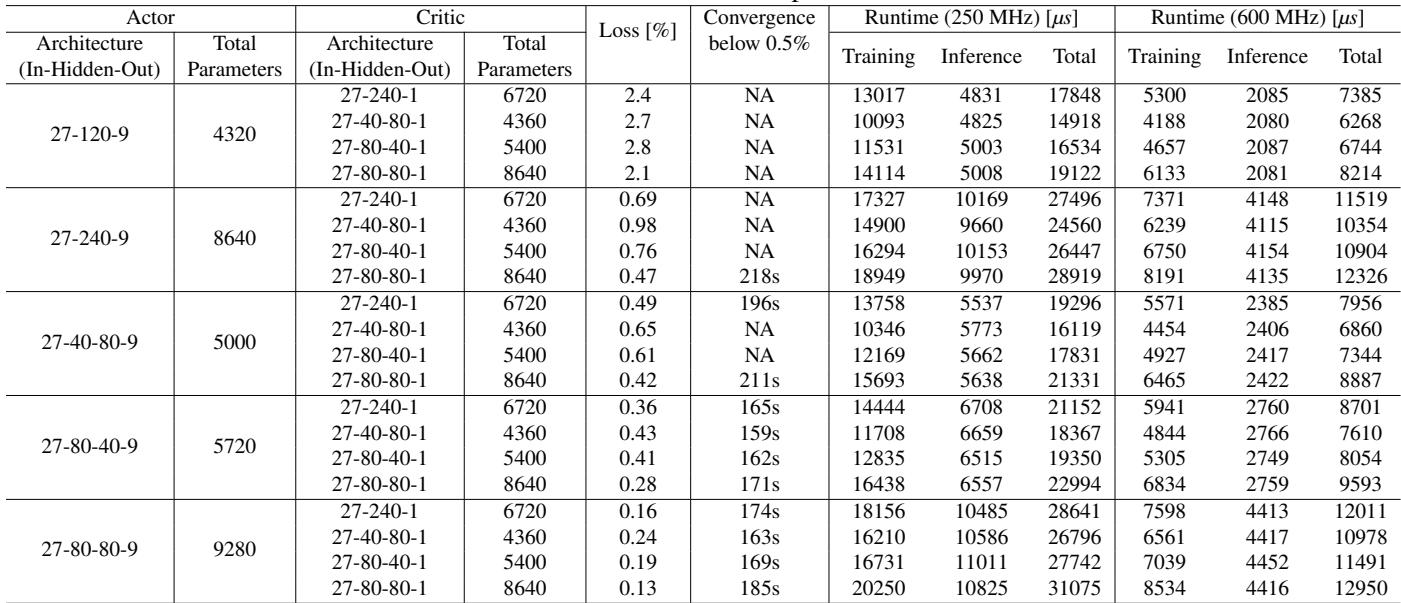 Actor Critic Loss [%] Convergence below 0.5% Runtime (250 MHz) [μs] Runtime (600 MHz) [μs]
Architecture (In-Hidden-Out) Total Parameters Architecture (In-Hidden-Out) Total Parameters Training Inference Total Training Inference Total
27-120-9 4320 27-240-1 6720 2.4 NA 13017 4831 17848 5300 2085 7385
27-40-80-1 4360 2.7 NA 10093 4825 14918 4188 2080 6268
27-80-40-1 5400 2.8 NA 11531 5003 16534 4657 2087 6744
27-80-80-1 8640 2.1 NA 14114 5008 19122 6133 2081 8214
27-240-9 8640 27-240-1 6720 0.69 NA 17327 10169 27496 7371 4148 11519
27-40-80-1 4360 0.98 NA 14900 9660 24560 6239 4115 10354
27-80-40-1 5400 0.76 NA 16294 10153 26447 6750 4154 10904
27-80-80-1 8640 0.47 218s 18949 9970 28919 8191 4135 12326
27-40-80-9 5000 27-240-1 6720 0.49 196s 13758 5537 19296 5571 2385 7956
27-40-80-1 4360 0.65 NA 10346 5773 16119 4454 2406 6860
27-80-40-1 5400 0.61 NA 12169 5662 17831 4927 2417 7344
27-80-80-1 8640 0.42 211s 15693 5638 21331 6465 2422 8887
27-80-40-9 5720 27-240-1 6720 0.36 165s 14444 6708 21152 5941 2760 8701
27-40-80-1 4360 0.43 159s 11708 6659 18367 4844 2766 7610
27-80-40-1 5400 0.41 162s 12835 6515 19350 5305 2749 8054
27-80-80-1 8640 0.28 171s 16438 6557 22994 6834 2759 9593
27-80-80-9 9280 27-240-1 6720 0.16 174s 18156 10485 28641 7598 4413 12011
27-40-80-1 4360 0.24 163s 16210 10586 26796 6561 4417 10978
27-80-40-1 5400 0.19 169s 16731 11011 27742 7039 4452 11491
27-80-80-1 8640 0.13 185s 20250 10825 31075 8534 4416 12950